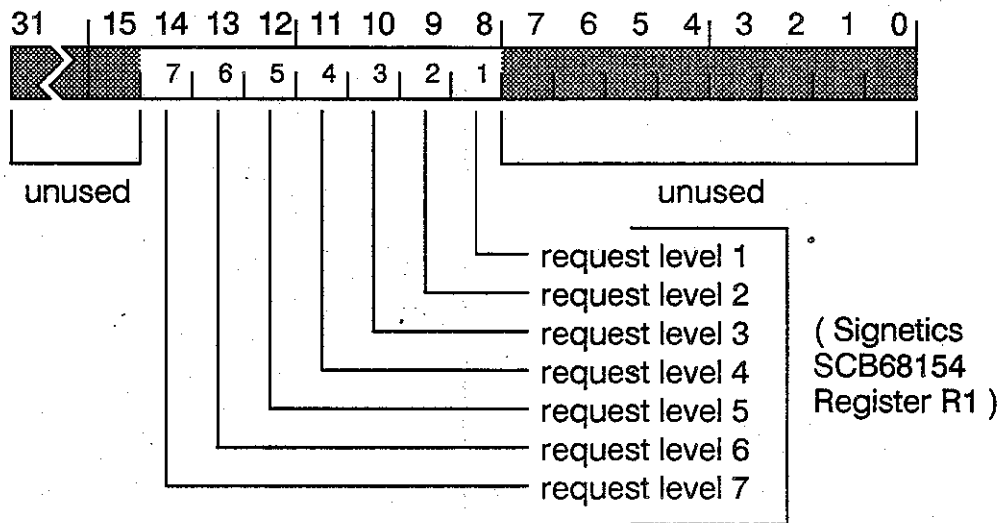 31 15 14 13 12 11 10 9 8 7 6 5 4 3 2 1 0
7 6 5 4 3 2 1
unused unused
request level 1
request level 2
request level 3
request level 4
request level 5
request level 6
request level 7
( Signetics
SCB68154
Register R1 )